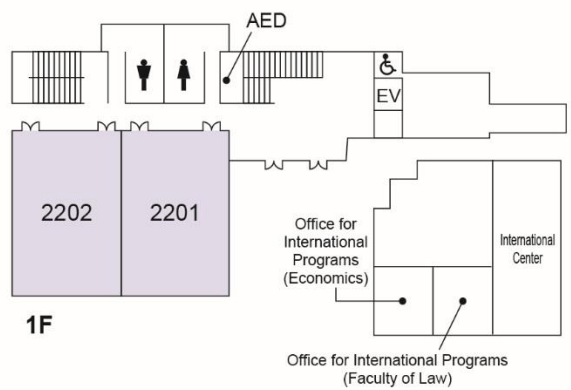 AED
EV
2202
2201
Office for
International
Programs
(Economics)
International
Center
1F
Office for International Programs
(Faculty of Law)